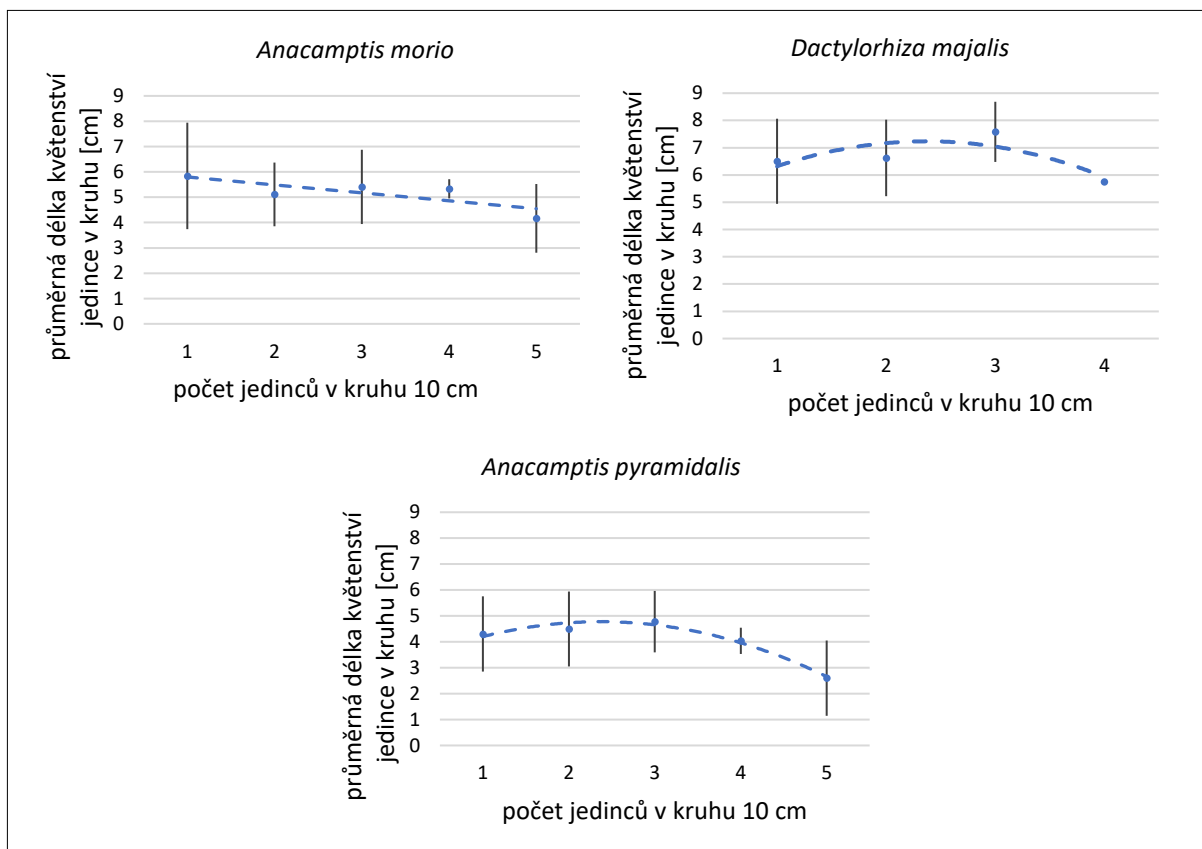 Anacamptis morio
průměrná délka květenství
jedince v kruhu [cm]
9
8
7
6
5
4
3
2
1
0
1 2 3 4 5
počet jedinců v kruhu 10 cm
Dactylorhiza majalis
průměrná délka květenství
jedince v kruhu [cm]
9
8
7
6
5
4
3
2
1
0
1 2 3 4
počet jedinců v kruhu 10 cm
Anacamptis pyramidalis
průměrná délka květenství
jedince v kruhu [cm]
9
8
7
6
5
4
3
2
1
0
1 2 3 4 5
počet jedinců v kruhu 10 cm